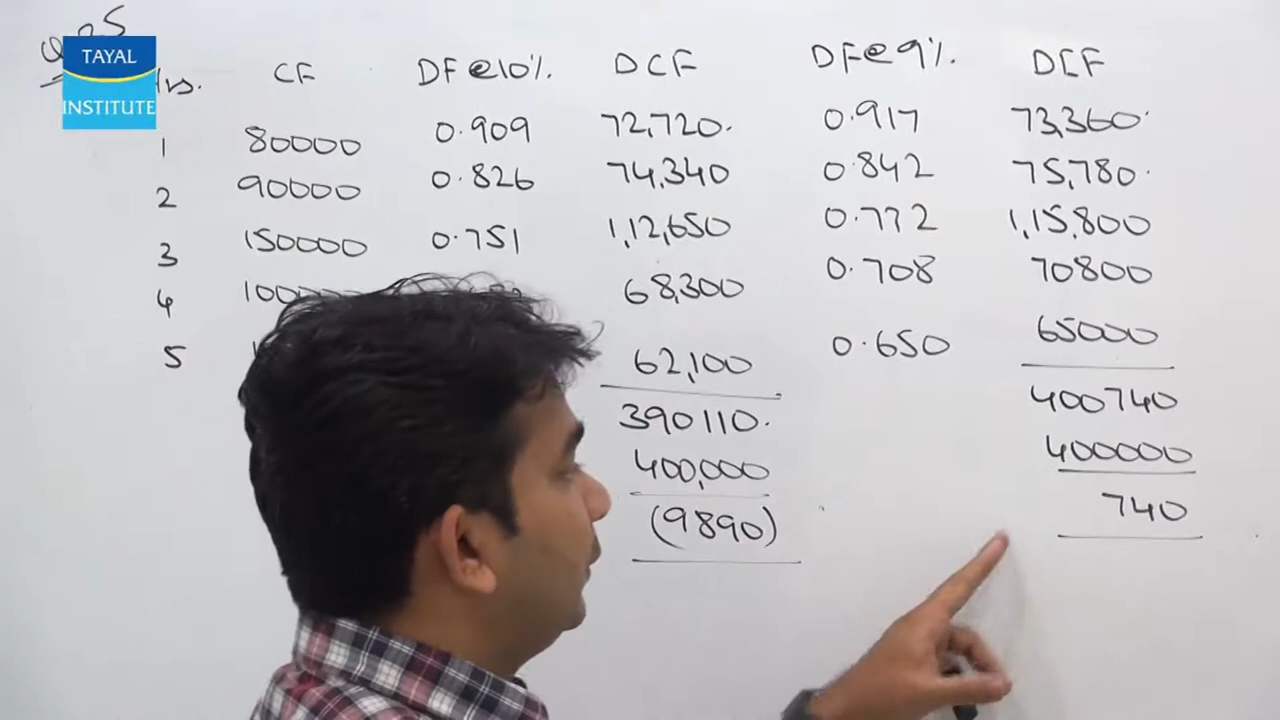 TAYAL
INSTITUTE
Yrs. CF DF@10%. DCF DF@9%. DCF
1 80000 0.909 72,720. 0.917 73,360.
2 90000 0.826 74,340 0.842 75,780.
3 150000 0.751 1,12,650 0.772 1,15,800
4 68,300 0.708 70800
5 62,100 0.650 65000
390110. 400740
400,000 400000
(9890) 740